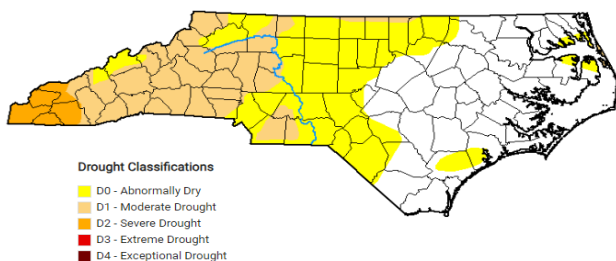 Drought Classifications
D0 - Abnormally Dry
D1 - Moderate Drought
D2 - Severe Drought
D3 - Extreme Drought
D4 - Exceptional Drought